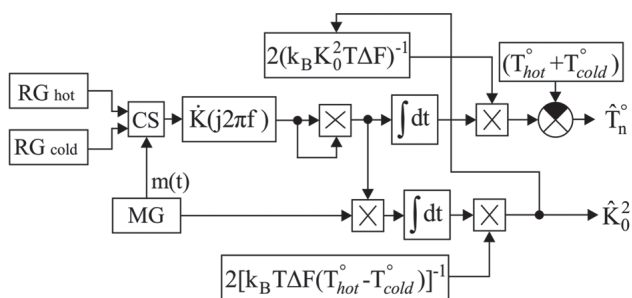 2(k_B K_0^2 TΔF)^-1
(T°_hot + T°_cold)
RG hot
CS
K̇(j2πf)
×
∫dt
×
T̂°_n
RG cold
m(t)
MG
×
∫dt
×
K̂_0^2
2[k_B TΔF(T°_hot - T°_cold)]^-1